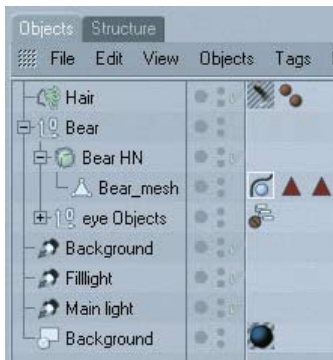 Objects Structure
File Edit View Objects Tags
Hair
Bear
Bear HN
Bear_mesh
eye Objects
Background
Filllight
Main light
Background